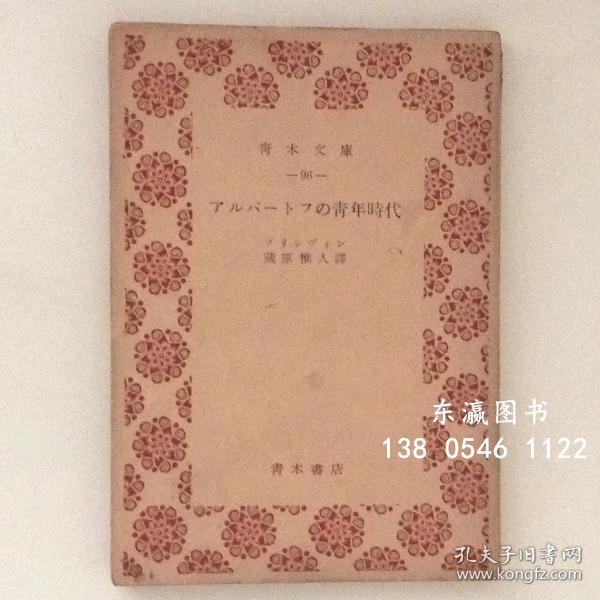 青木文庫
—96—
アルバートフの青年時代
プリシヴィン
蔵原惟人譯
东瀛图书
138 0546 1122
青木書店
孔夫子旧书网
www.kongfz.com